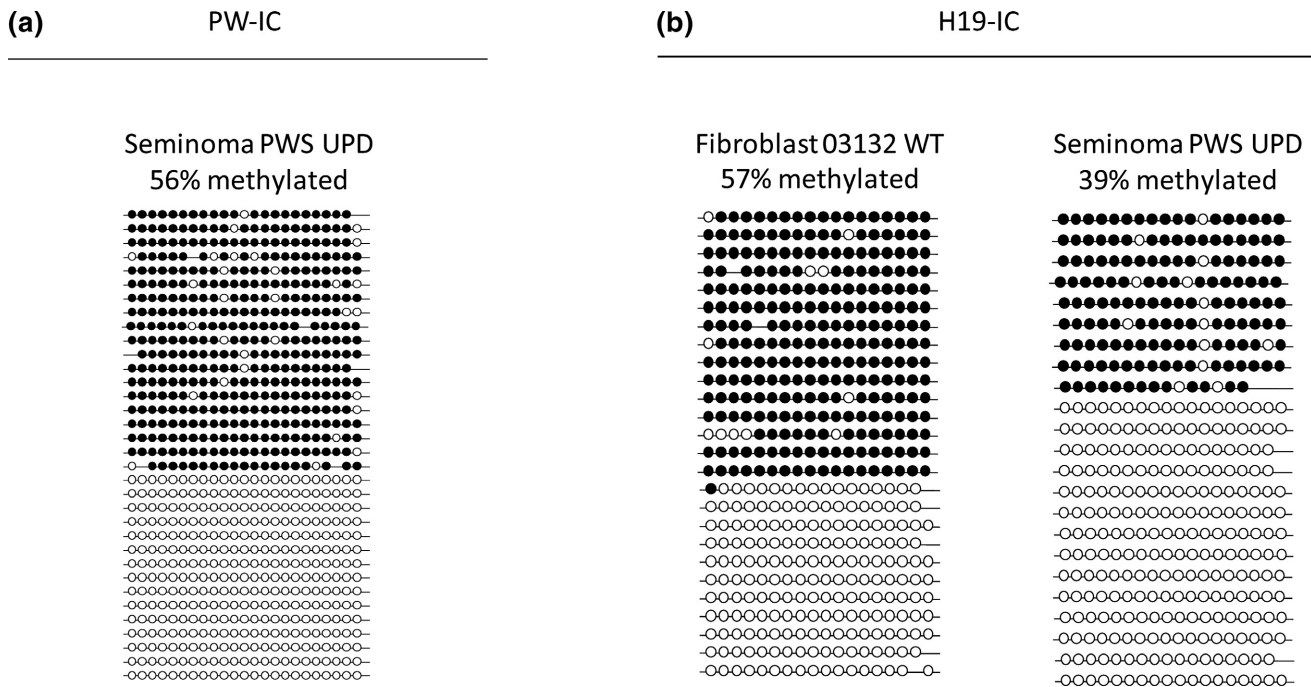 (a) PW-IC
Seminoma PWS UPD
56% methylated
(b) H19-IC
Fibroblast 03132 WT
57% methylated
Seminoma PWS UPD
39% methylated